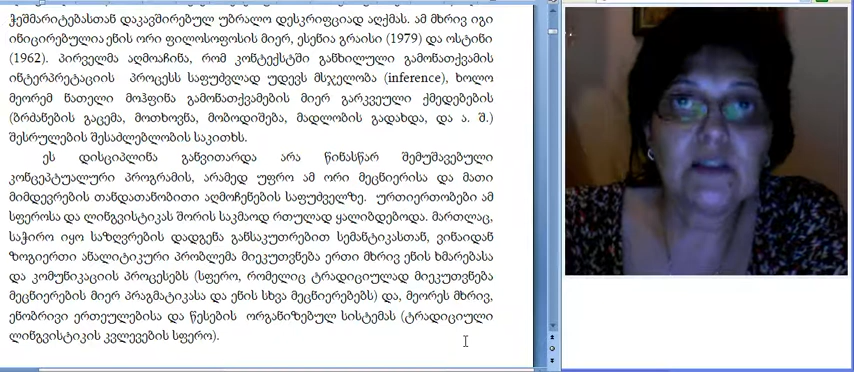 ჭეშმარიტებასთან დაკავშირებულ უბრალო დესკრიფციად აღქმას. ამ მხრივ იგი
ინიცირებულია ენის ორი ფილოსოფოსის მიერ, ესენია გრაისი (1979) და ოსტინი
(1962). პირველმა აღმოაჩინა, რომ კონტექსტში განხილული გამონათქვამის
ინტერპრეტაციის პროცესს საფუძვლად უდევს მსჯელობა (inference), ხოლო
მეორემ ნათელი მოჰფინა გამონათქვამების მიერ გარკვეული ქმედებების
(ბრძანების გაცემა, მოთხოვნა, მობოდიშება, მადლობის გადახდა, და ა. შ.)
შესრულების შესაძლებლობის საკითხს.
ეს დისციპლინა განვითარდა არა წინასწარ შემუშავებული
კონცეპტუალური პროგრამის, არამედ უფრო ამ ორი მეცნიერისა და მათი
მიმდევრების თანდათანობითი აღმოჩენების საფუძველზე. ურთიერთობები ამ
სფეროსა და ლინგვისტიკას შორის საკმაოდ რთულად ყალიბდებოდა. მართლაც,
საჭირო იყო საზღვრების დადგენა განსაკუთრებით სემანტიკასთან, ვინაიდან
ზოგიერთი ანალიტიკური პრობლემა მიეკუთვნება ერთი მხრივ ენის ხმარებასა
და კომუნიკაციის პროცესებს (სფერო, რომელიც ტრადიციულად მიეკუთვნება
მეცნიერების მიერ პრაგმატიკასა და ენის სხვა მეცნიერებებს) და, მეორეს მხრივ,
ენობრივი ერთეულებისა და წესების ორგანიზებულ სისტემას (ტრადიციული
ლინგვისტიკის კვლევების სფერო).